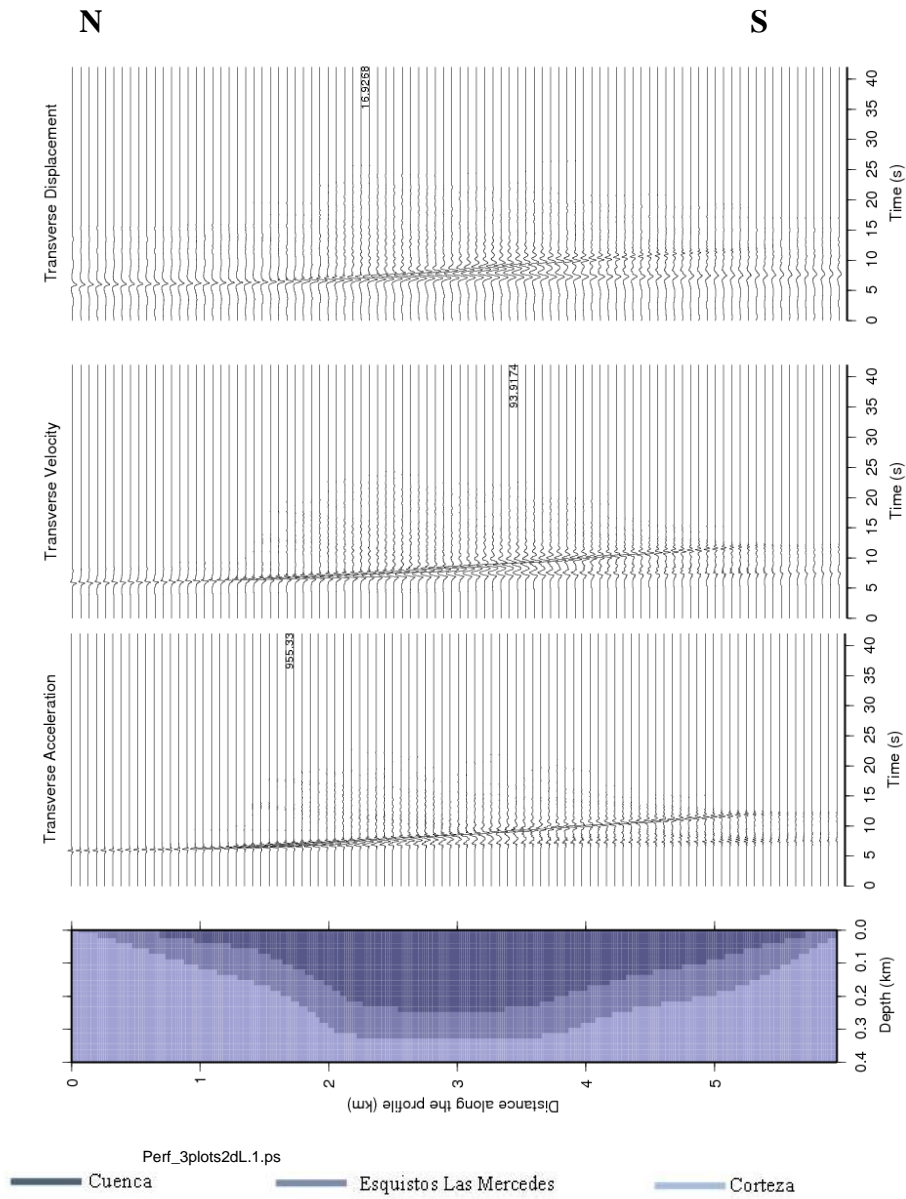 N S
Transverse Displacement
16.9268
0 5 10 15 20 25 30 35 40
Time (s)
Transverse Velocity
93.9174
0 5 10 15 20 25 30 35 40
Time (s)
Transverse Acceleration
955.33
0 5 10 15 20 25 30 35 40
Time (s)
0.0 0.1 0.2 0.3 0.4
Depth (km)
0 1 2 3 4 5
Distance along the profile (km)
Perf_3plots2dL.1.ps
Cuenca Esquistos Las Mercedes Corteza